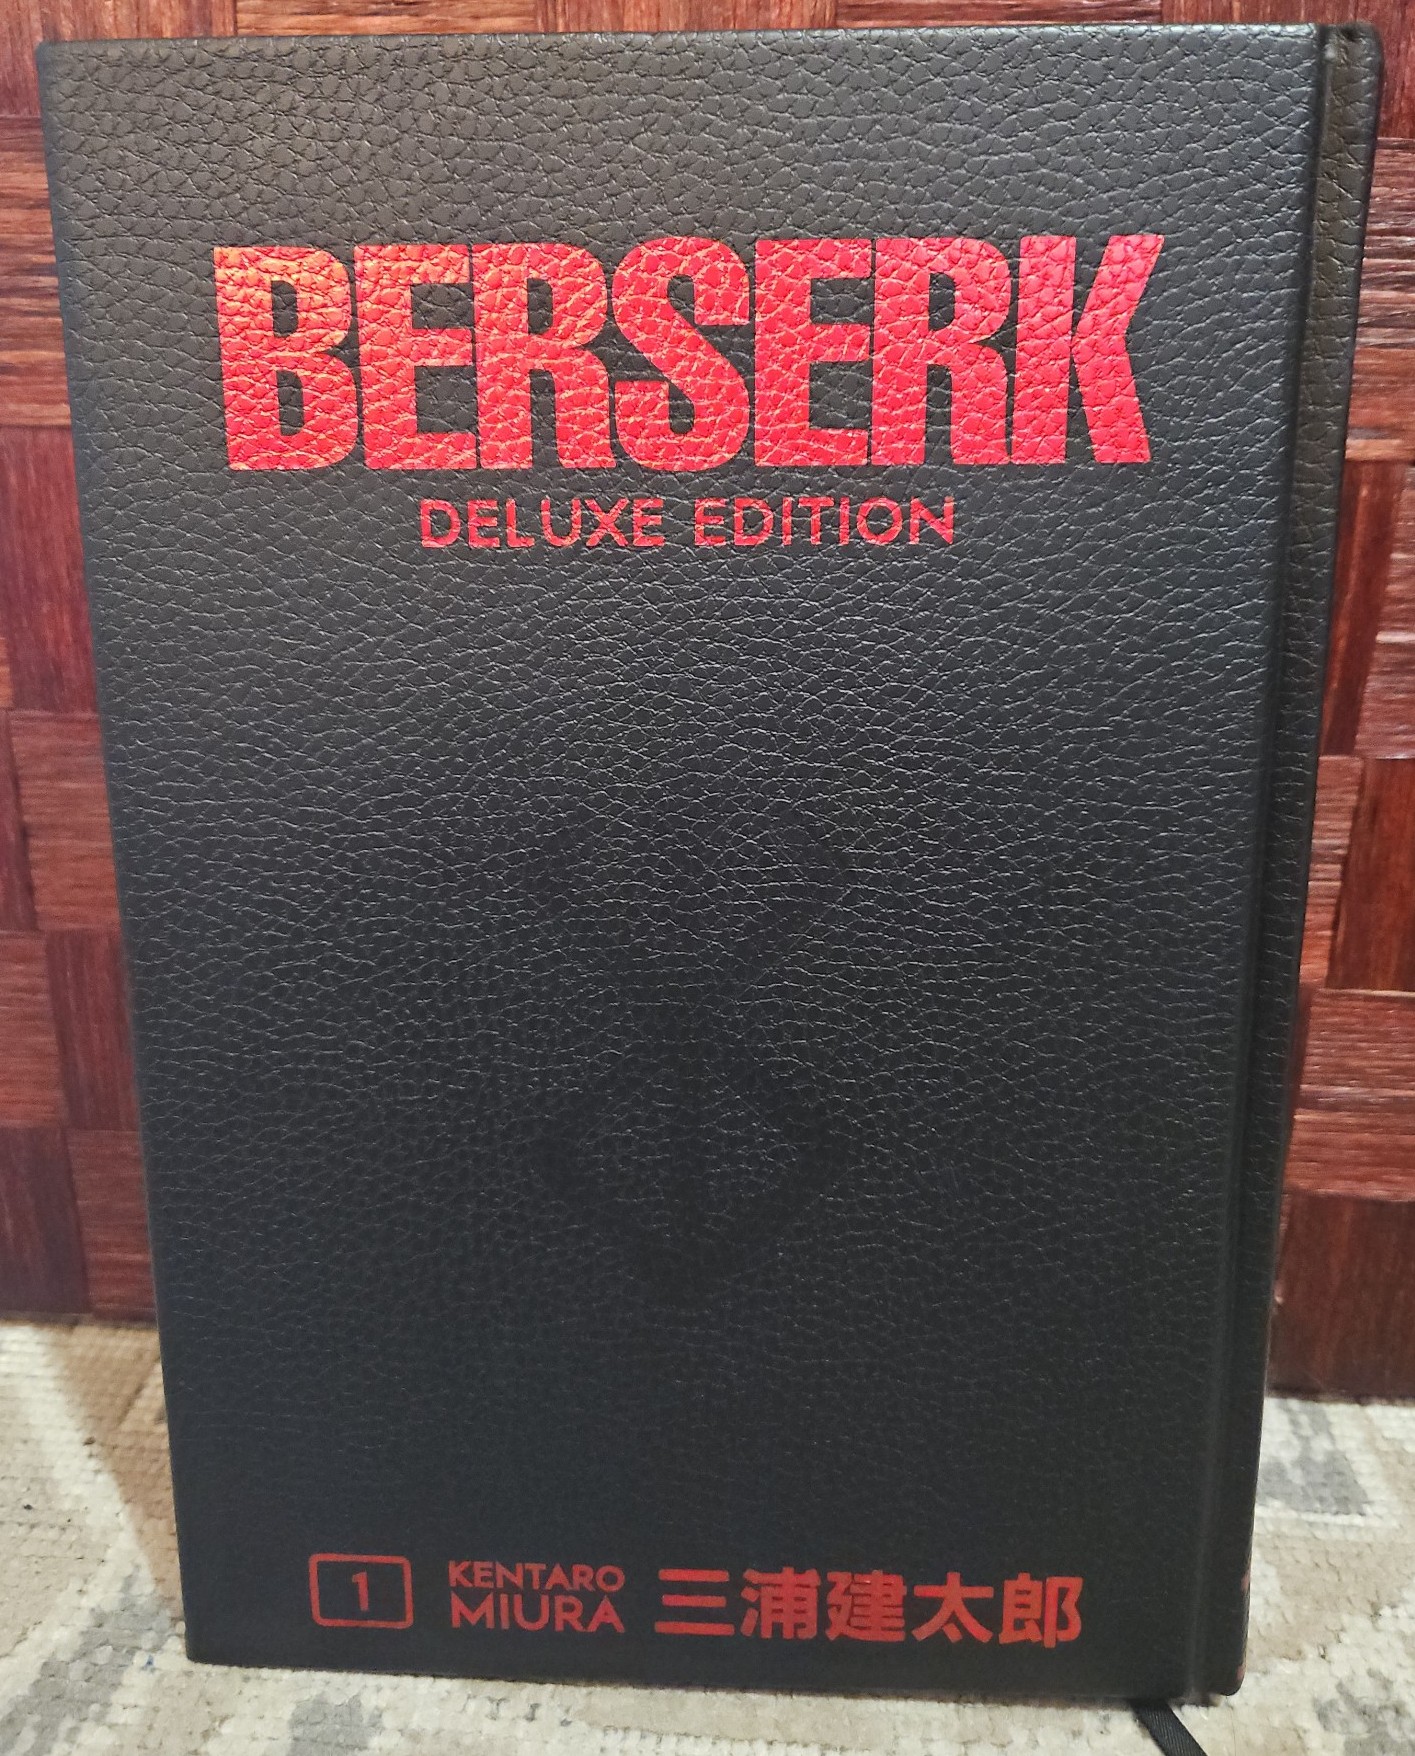 BERSERK
DELUXE EDITION
1
KENTARO
MIURA
三浦建太郎